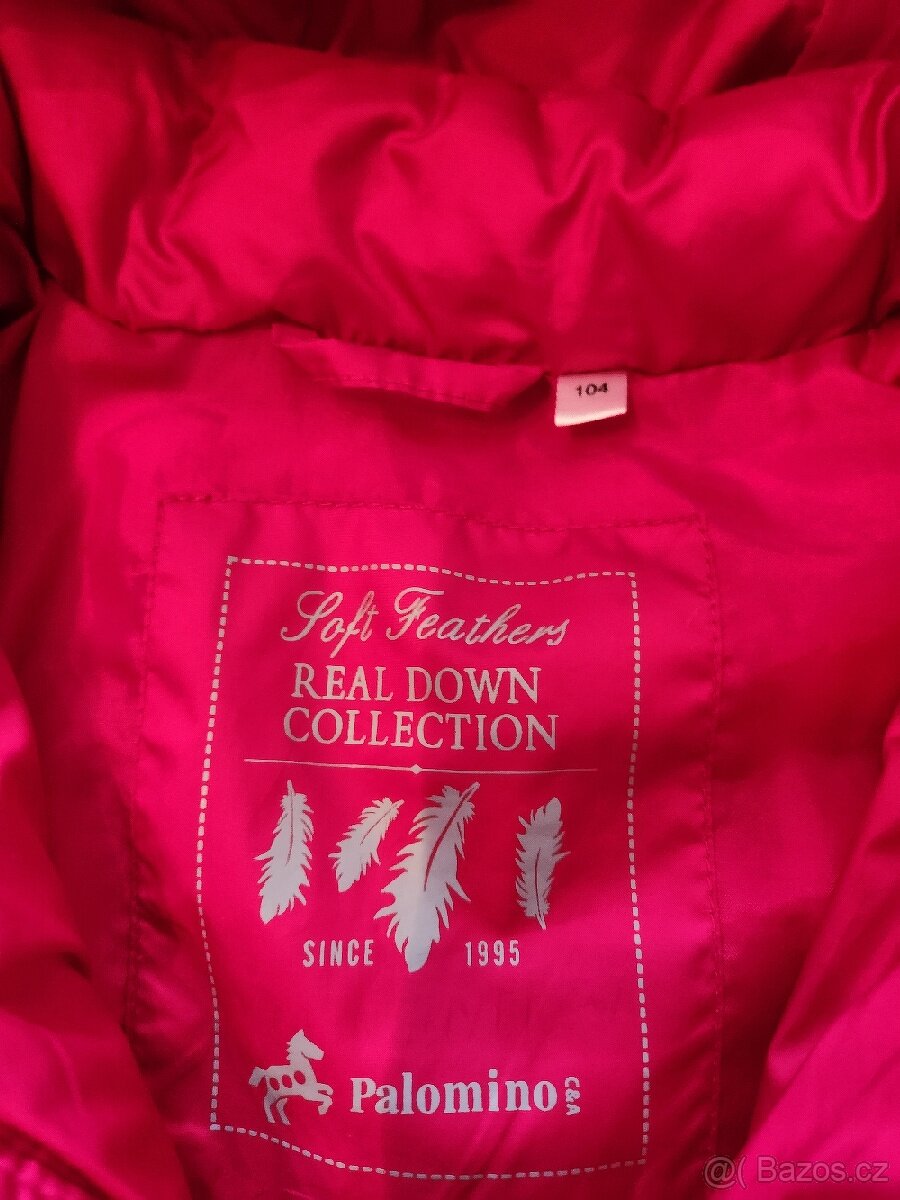 104
Soft Feathers
REAL DOWN
COLLECTION
SINCE 1995
Palomino C&A
@( Bazos.cz